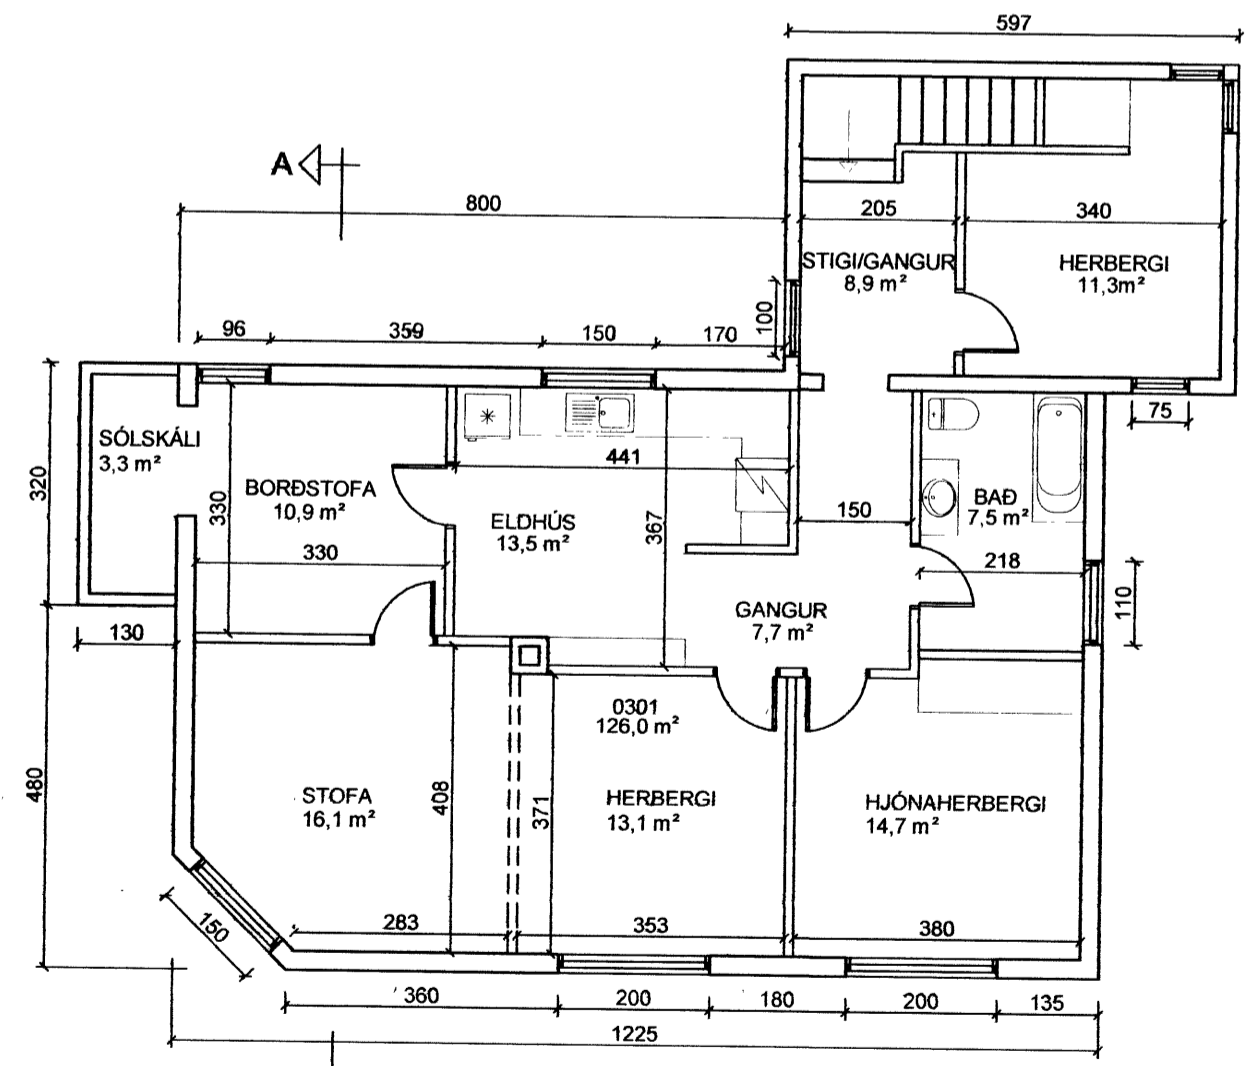 597
A
800
205
340
STIGI/GANGUR
8,9 m²
HERBERGI
11,3m²
96
359
150
170
100
75
SÓLSKÁLI
3,3 m²
320
330
BORÐSTOFA
10,9 m²
330
441
ELDHÚS
13,5 m²
367
150
BAÐ
7,5 m²
218
110
130
GANGUR
7,7 m²
0301
126,0 m²
480
STOFA
16,1 m²
408
371
HERBERGI
13,1 m²
HJÓNAHERBERGI
14,7 m²
150
283
353
380
360
200
180
200
135
1225